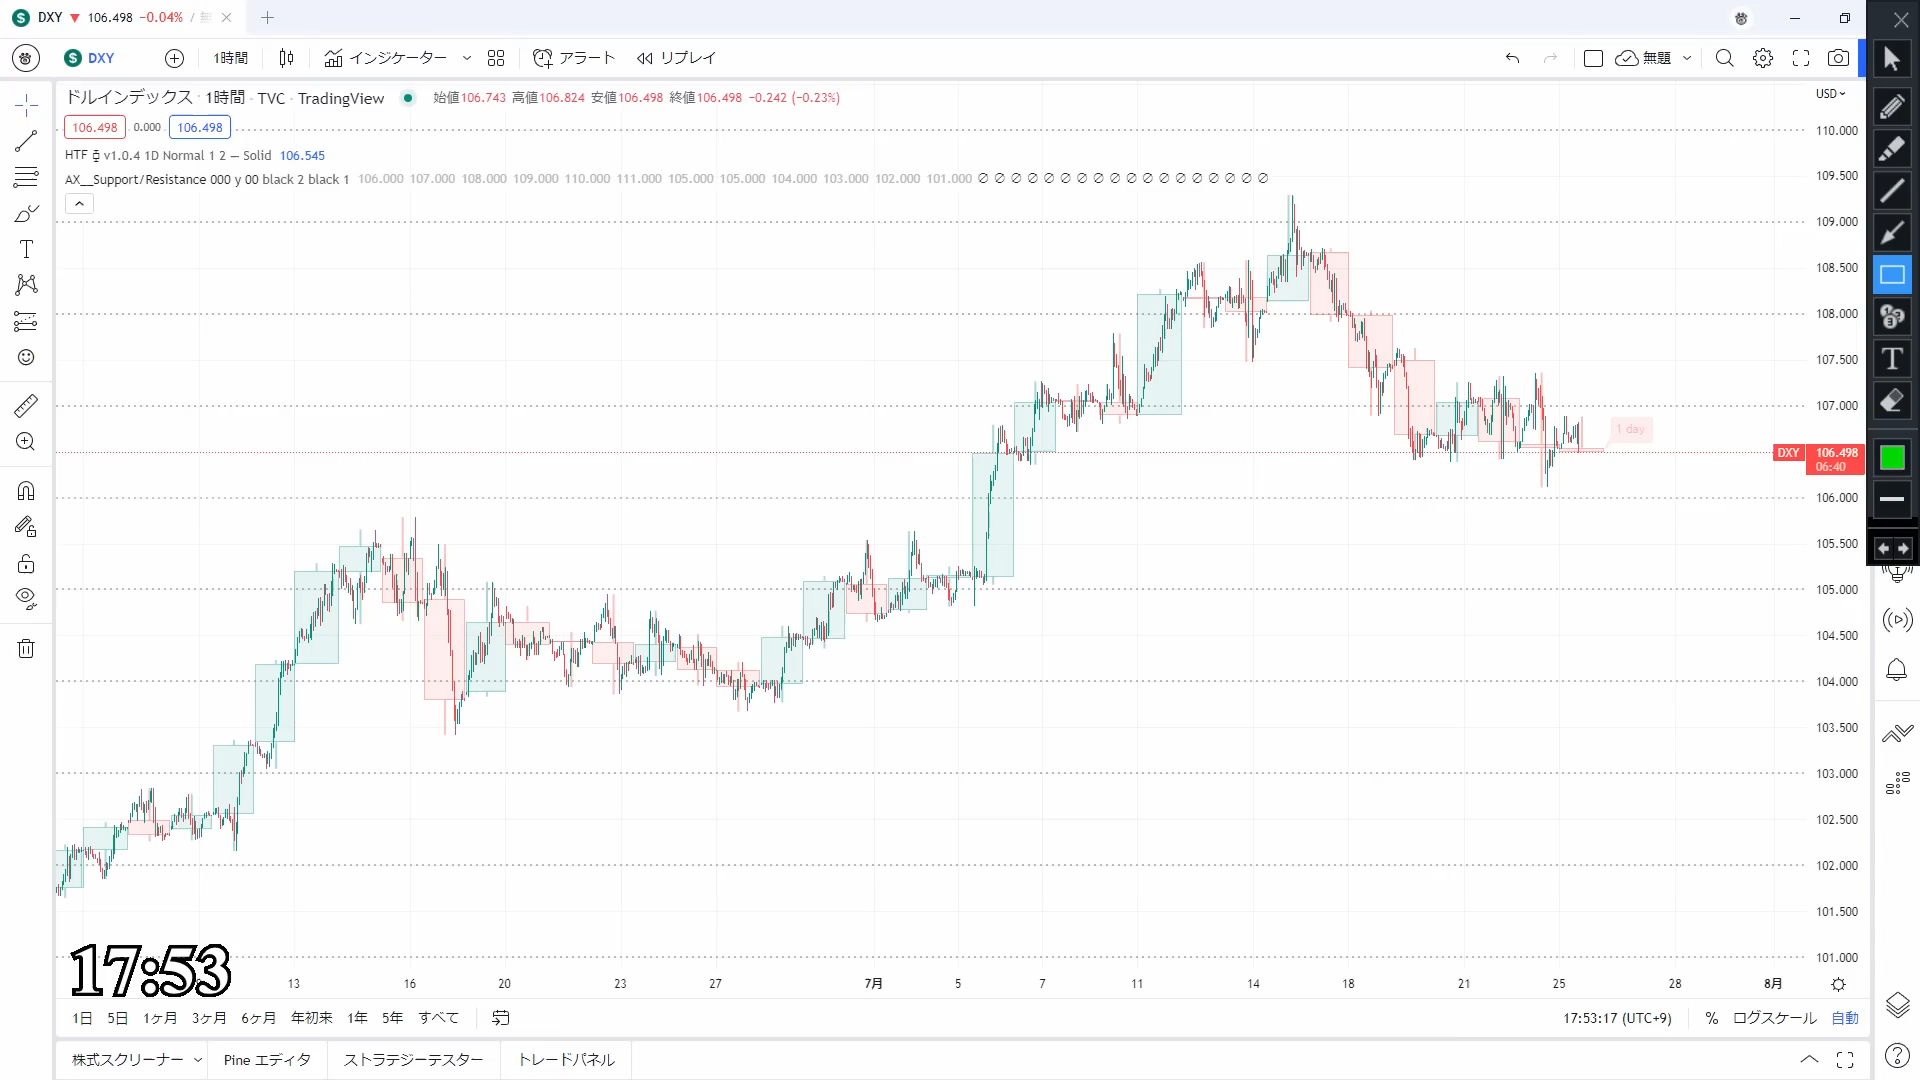 DXY ▼ 106.498 −0.04% /
DXY 1時間 インジケーター アラート リプレイ 無題
ドルインデックス · 1時間 · TVC · TradingView 始値106.743 高値106.824 安値106.498 終値106.498 −0.242 (−0.23%)
USD
106.498 0.000 106.498
HTF v1.0.4 1D Normal 1 2 — Solid 106.545
AX__Support/Resistance 000 y 00 black 2 black 1 106.000 107.000 108.000 109.000 110.000 111.000 105.000 105.000 104.000 103.000 102.000 101.000 ∅ ∅ ∅ ∅ ∅ ∅ ∅ ∅ ∅ ∅ ∅ ∅ ∅ ∅ ∅ ∅ ∅ ∅
110.000
109.500
109.000
108.500
108.000
107.500
107.000
1 day
DXY 106.498
06:40
106.000
105.500
105.000
104.500
104.000
103.500
103.000
102.500
102.000
101.500
101.000
17:53
13 16 20 23 27 7月 5 7 11 14 18 21 25 28 8月
1日 5日 1ヶ月 3ヶ月 6ヶ月 年初来 1年 5年 すべて 17:53:17 (UTC+9) % ログスケール 自動
株式スクリーナー Pine エディタ ストラテジーテスター トレードパネル